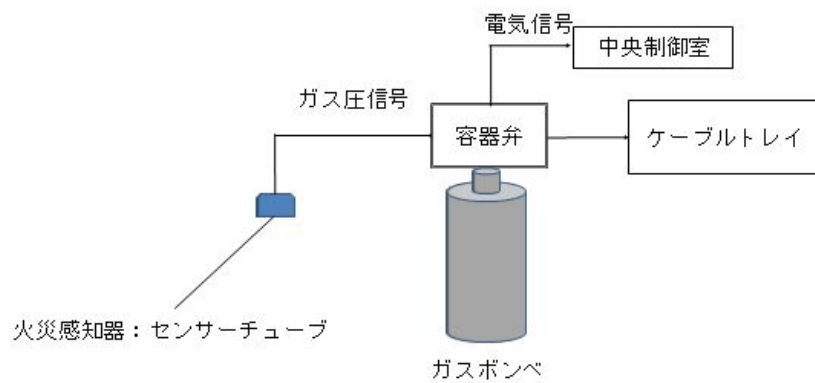 電気信号
中央制御室
ガス圧信号
容器弁
ケーブルトレイ
火災感知器：センサーチューブ
ガスボンベ